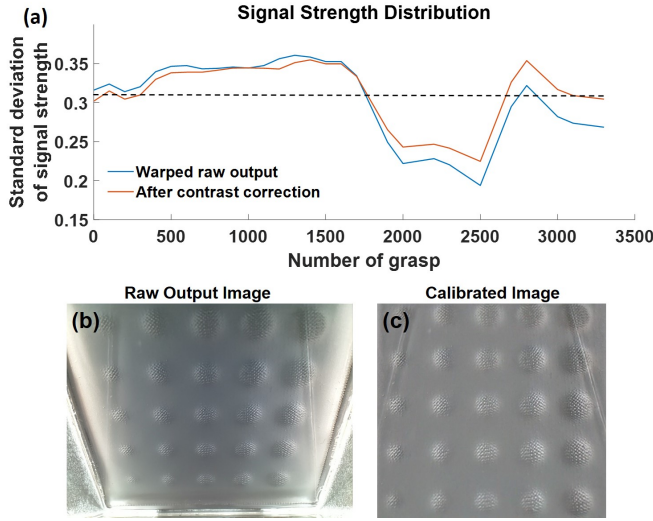 (a)
Signal Strength Distribution
Standard deviation
of signal strength
0.35
0.3
0.25
0.2
0.15
Warped raw output
After contrast correction
0 500 1000 1500 2000 2500 3000 3500
Number of grasp
Raw Output Image
Calibrated Image
(b)
(c)